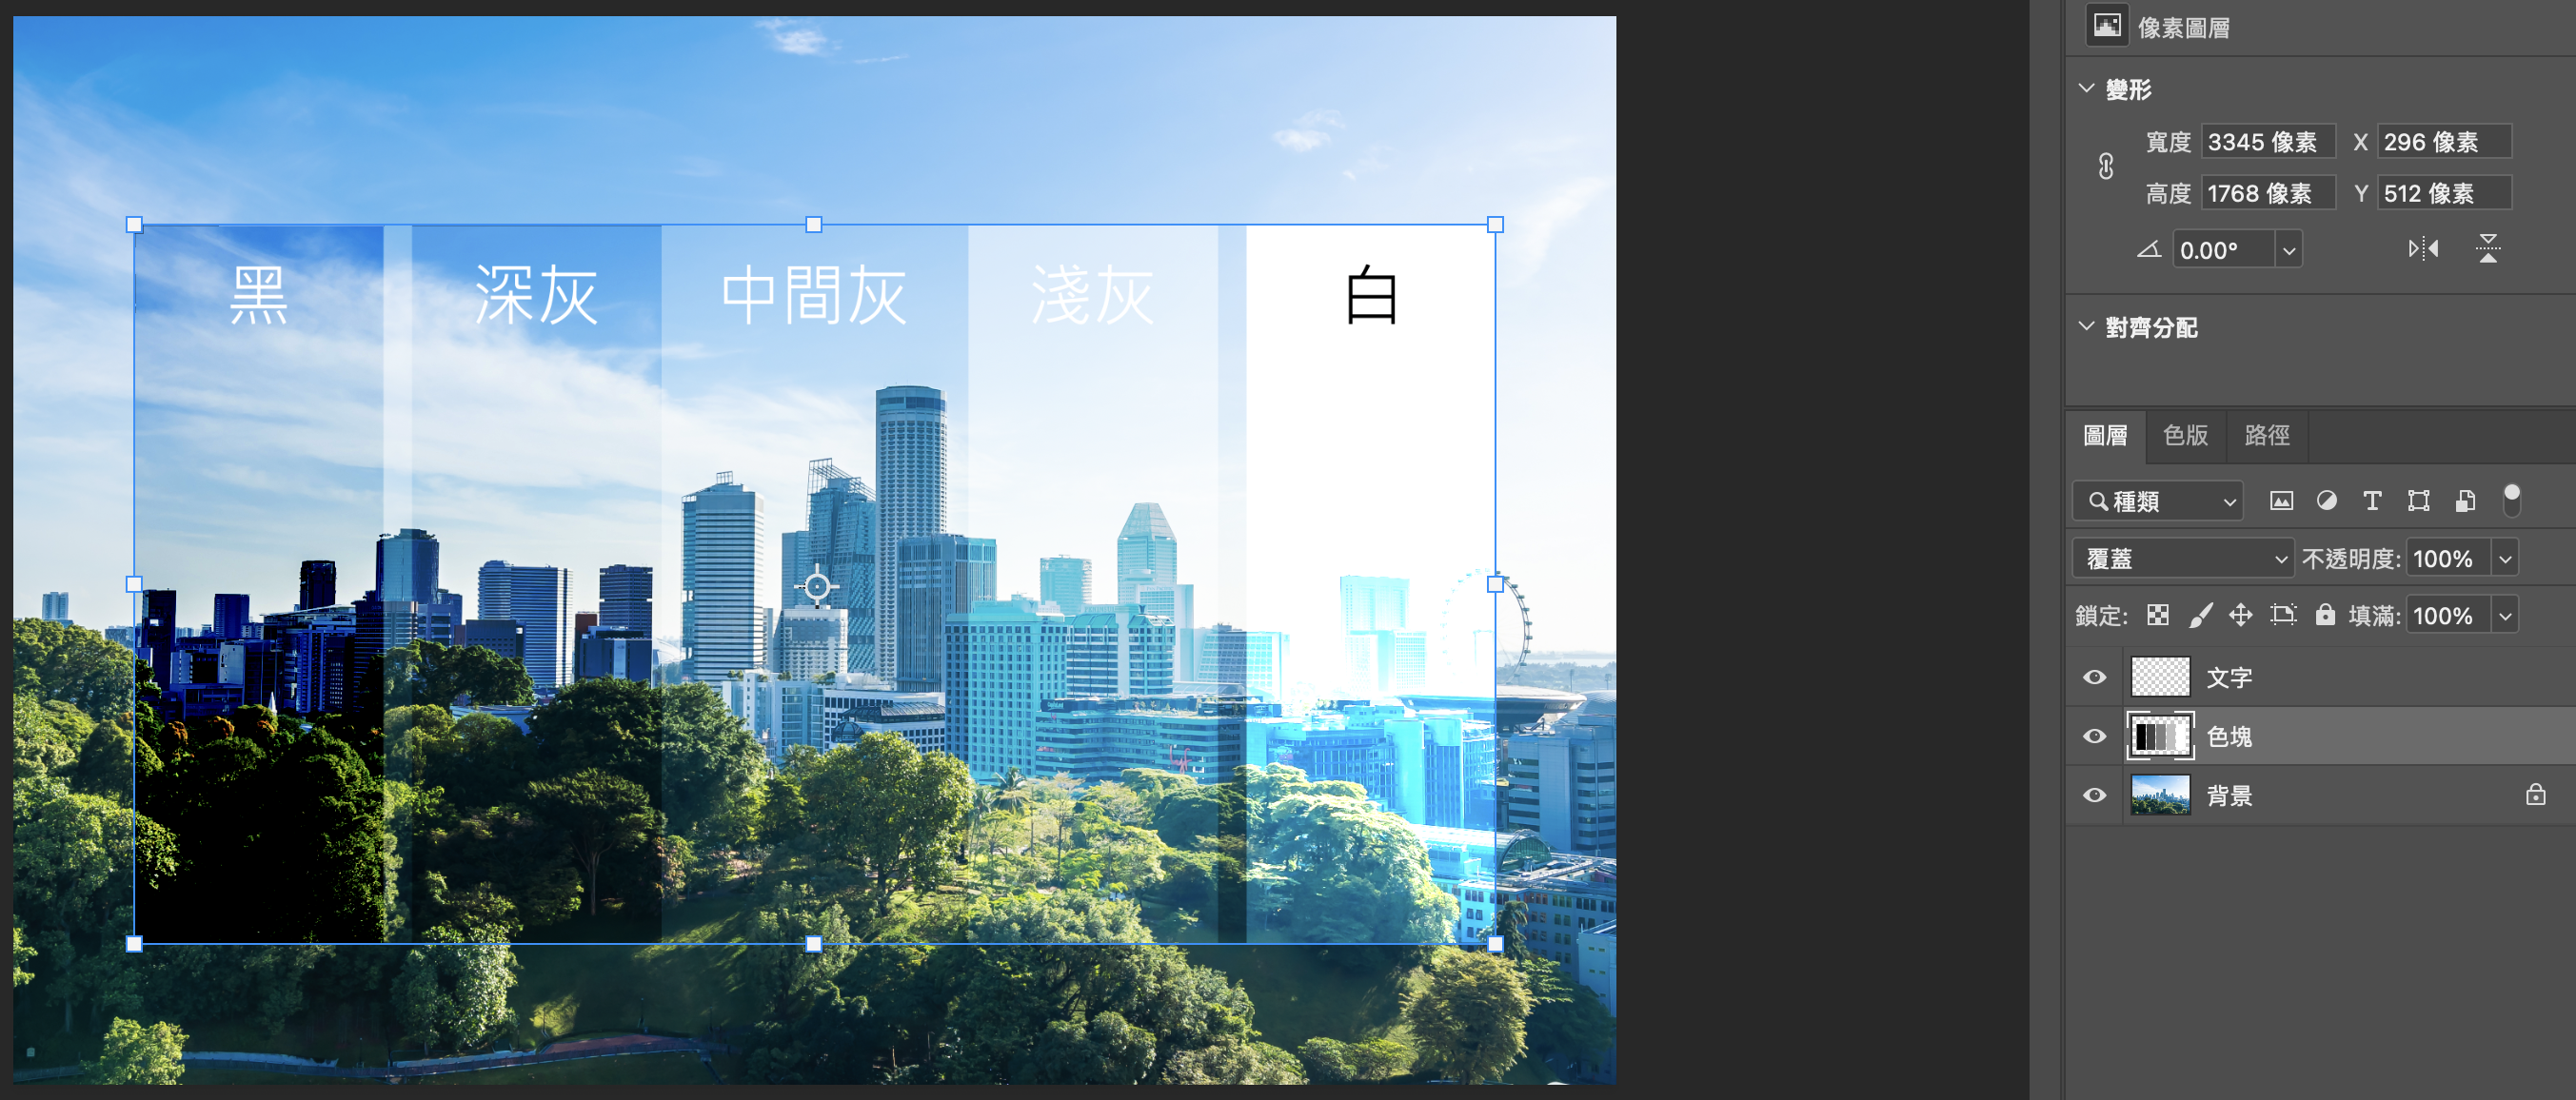 像素圖層
變形
寬度 3345 像素 X 296 像素
高度 1768 像素 Y 512 像素
0.00°
對齊分配
黑 深灰 中間灰 淺灰 白
圖層 色版 路徑
種類
覆蓋 不透明度: 100%
鎖定: 填滿: 100%
文字
色塊
背景